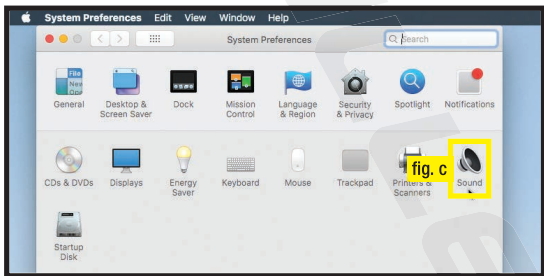 System Preferences Edit View Window Help
System Preferences
Search
File
New
General
Desktop &
Screen Saver
Dock
Mission
Control
Language
& Region
Security
& Privacy
Spotlight
Notifications
fig. c
CDs & DVDs
Displays
Energy
Saver
Keyboard
Mouse
Trackpad
Printers &
Scanners
Sound
Startup
Disk